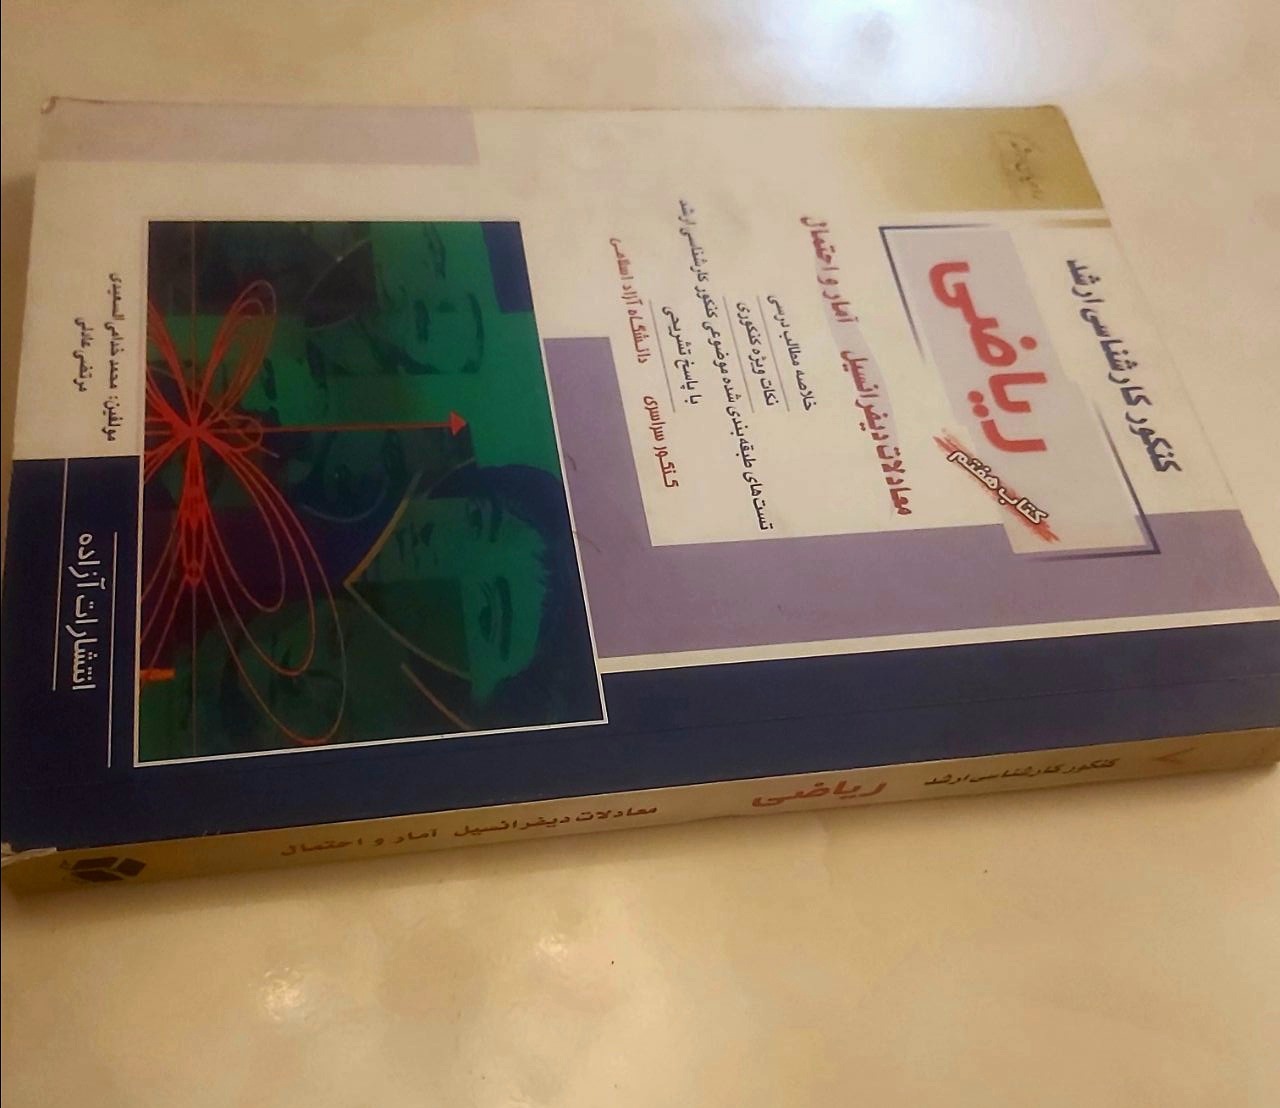 کنکور کارشناسی ارشد
ریاضی
کتاب هفتم
معادلات دیفرانسیل آمار و احتمال
خلاصه مطالب درسی
نکات ویژه کنکوری
تست های طبقه بندی شده موضوعی کنکور کارشناسی ارشد
با پاسخ تشریحی
کنکور سراسری دانشگاه آزاد اسلامی
مولفین: محمد خدامی السعیدی
مرتضی عادلی
انتشارات آزاده
کنکور کارشناسی ارشد ریاضی معادلات دیفرانسیل آمار و احتمال